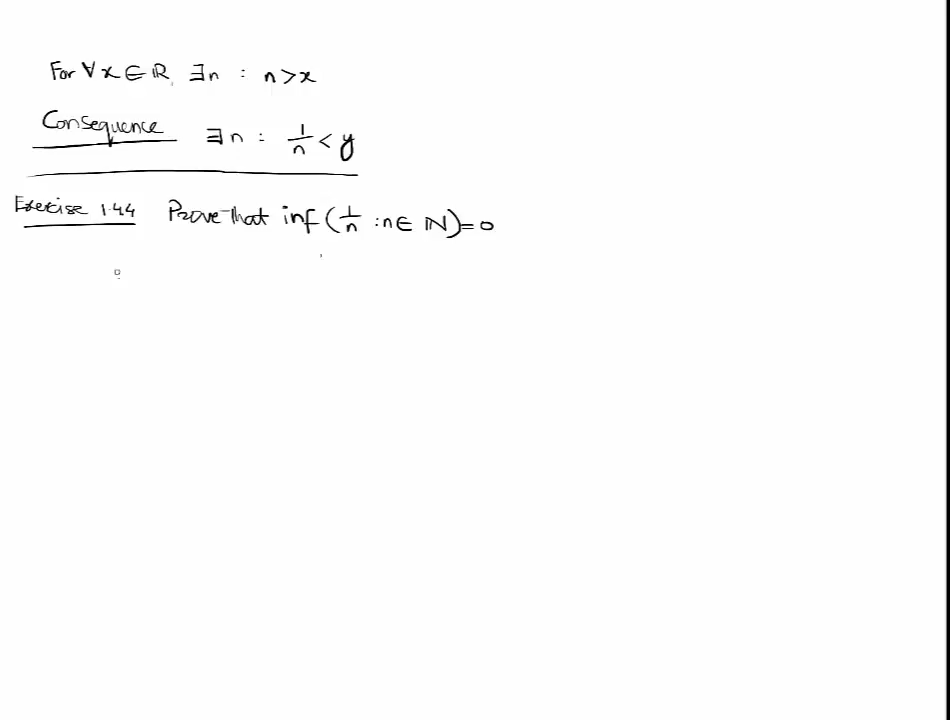 For ∀x∈ℝ, ∃n : n>x
Consequence ∃n : 1/n < y
Exercise 1.44 Prove that inf(1/n : n∈ ℕ)=0